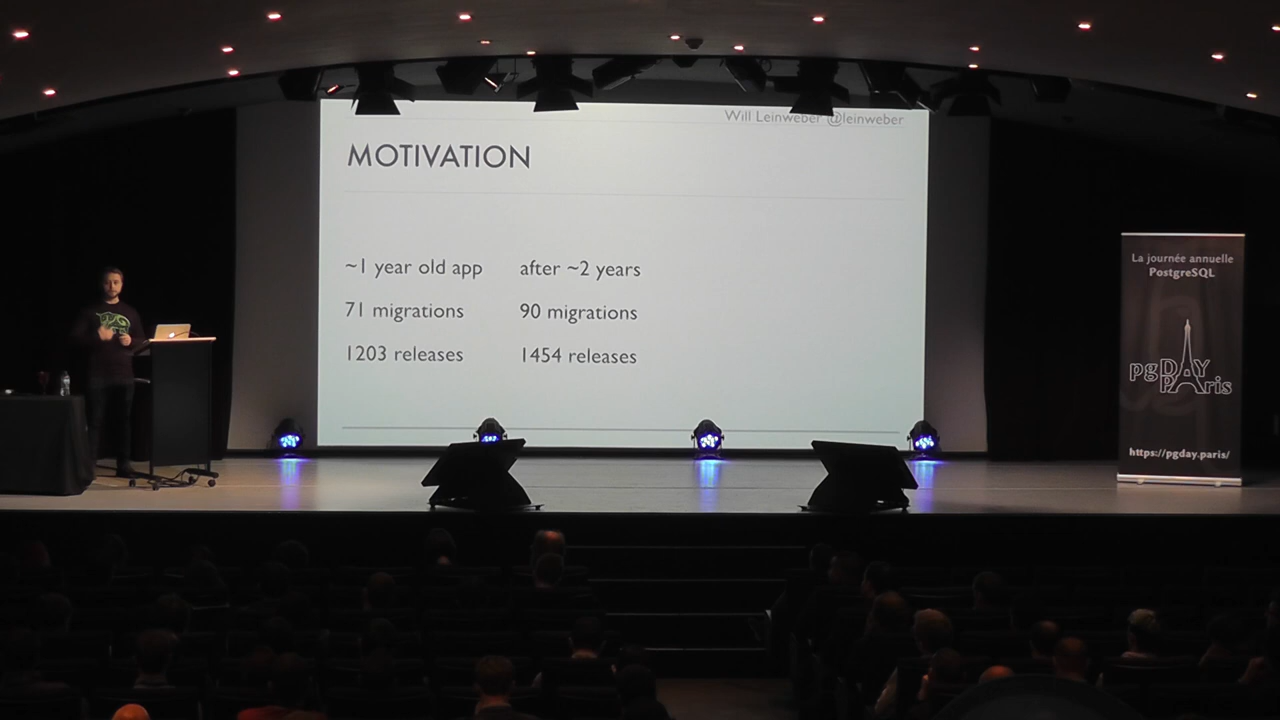 Will Leinweber @leinweber
MOTIVATION
~1 year old app after ~2 years
71 migrations 90 migrations
1203 releases 1454 releases
La journée annuelle
PostgreSQL
pgDAY
PAris
https://pgday.paris/